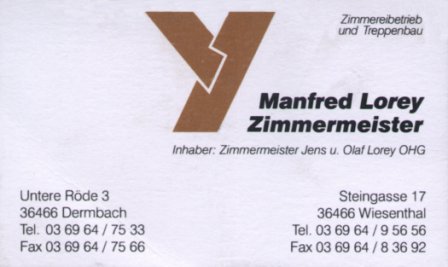 Zimmereibetrieb
und Treppenbau
Manfred Lorey
Zimmermeister
Inhaber: Zimmermeister Jens u. Olaf Lorey OHG
Untere Röde 3
36466 Dermbach
Tel. 03 69 64 / 75 33
Fax 03 69 64 / 75 66
Steingasse 17
36466 Wiesenthal
Tel. 03 69 64 / 9 56 56
Fax 03 69 64 / 8 36 92